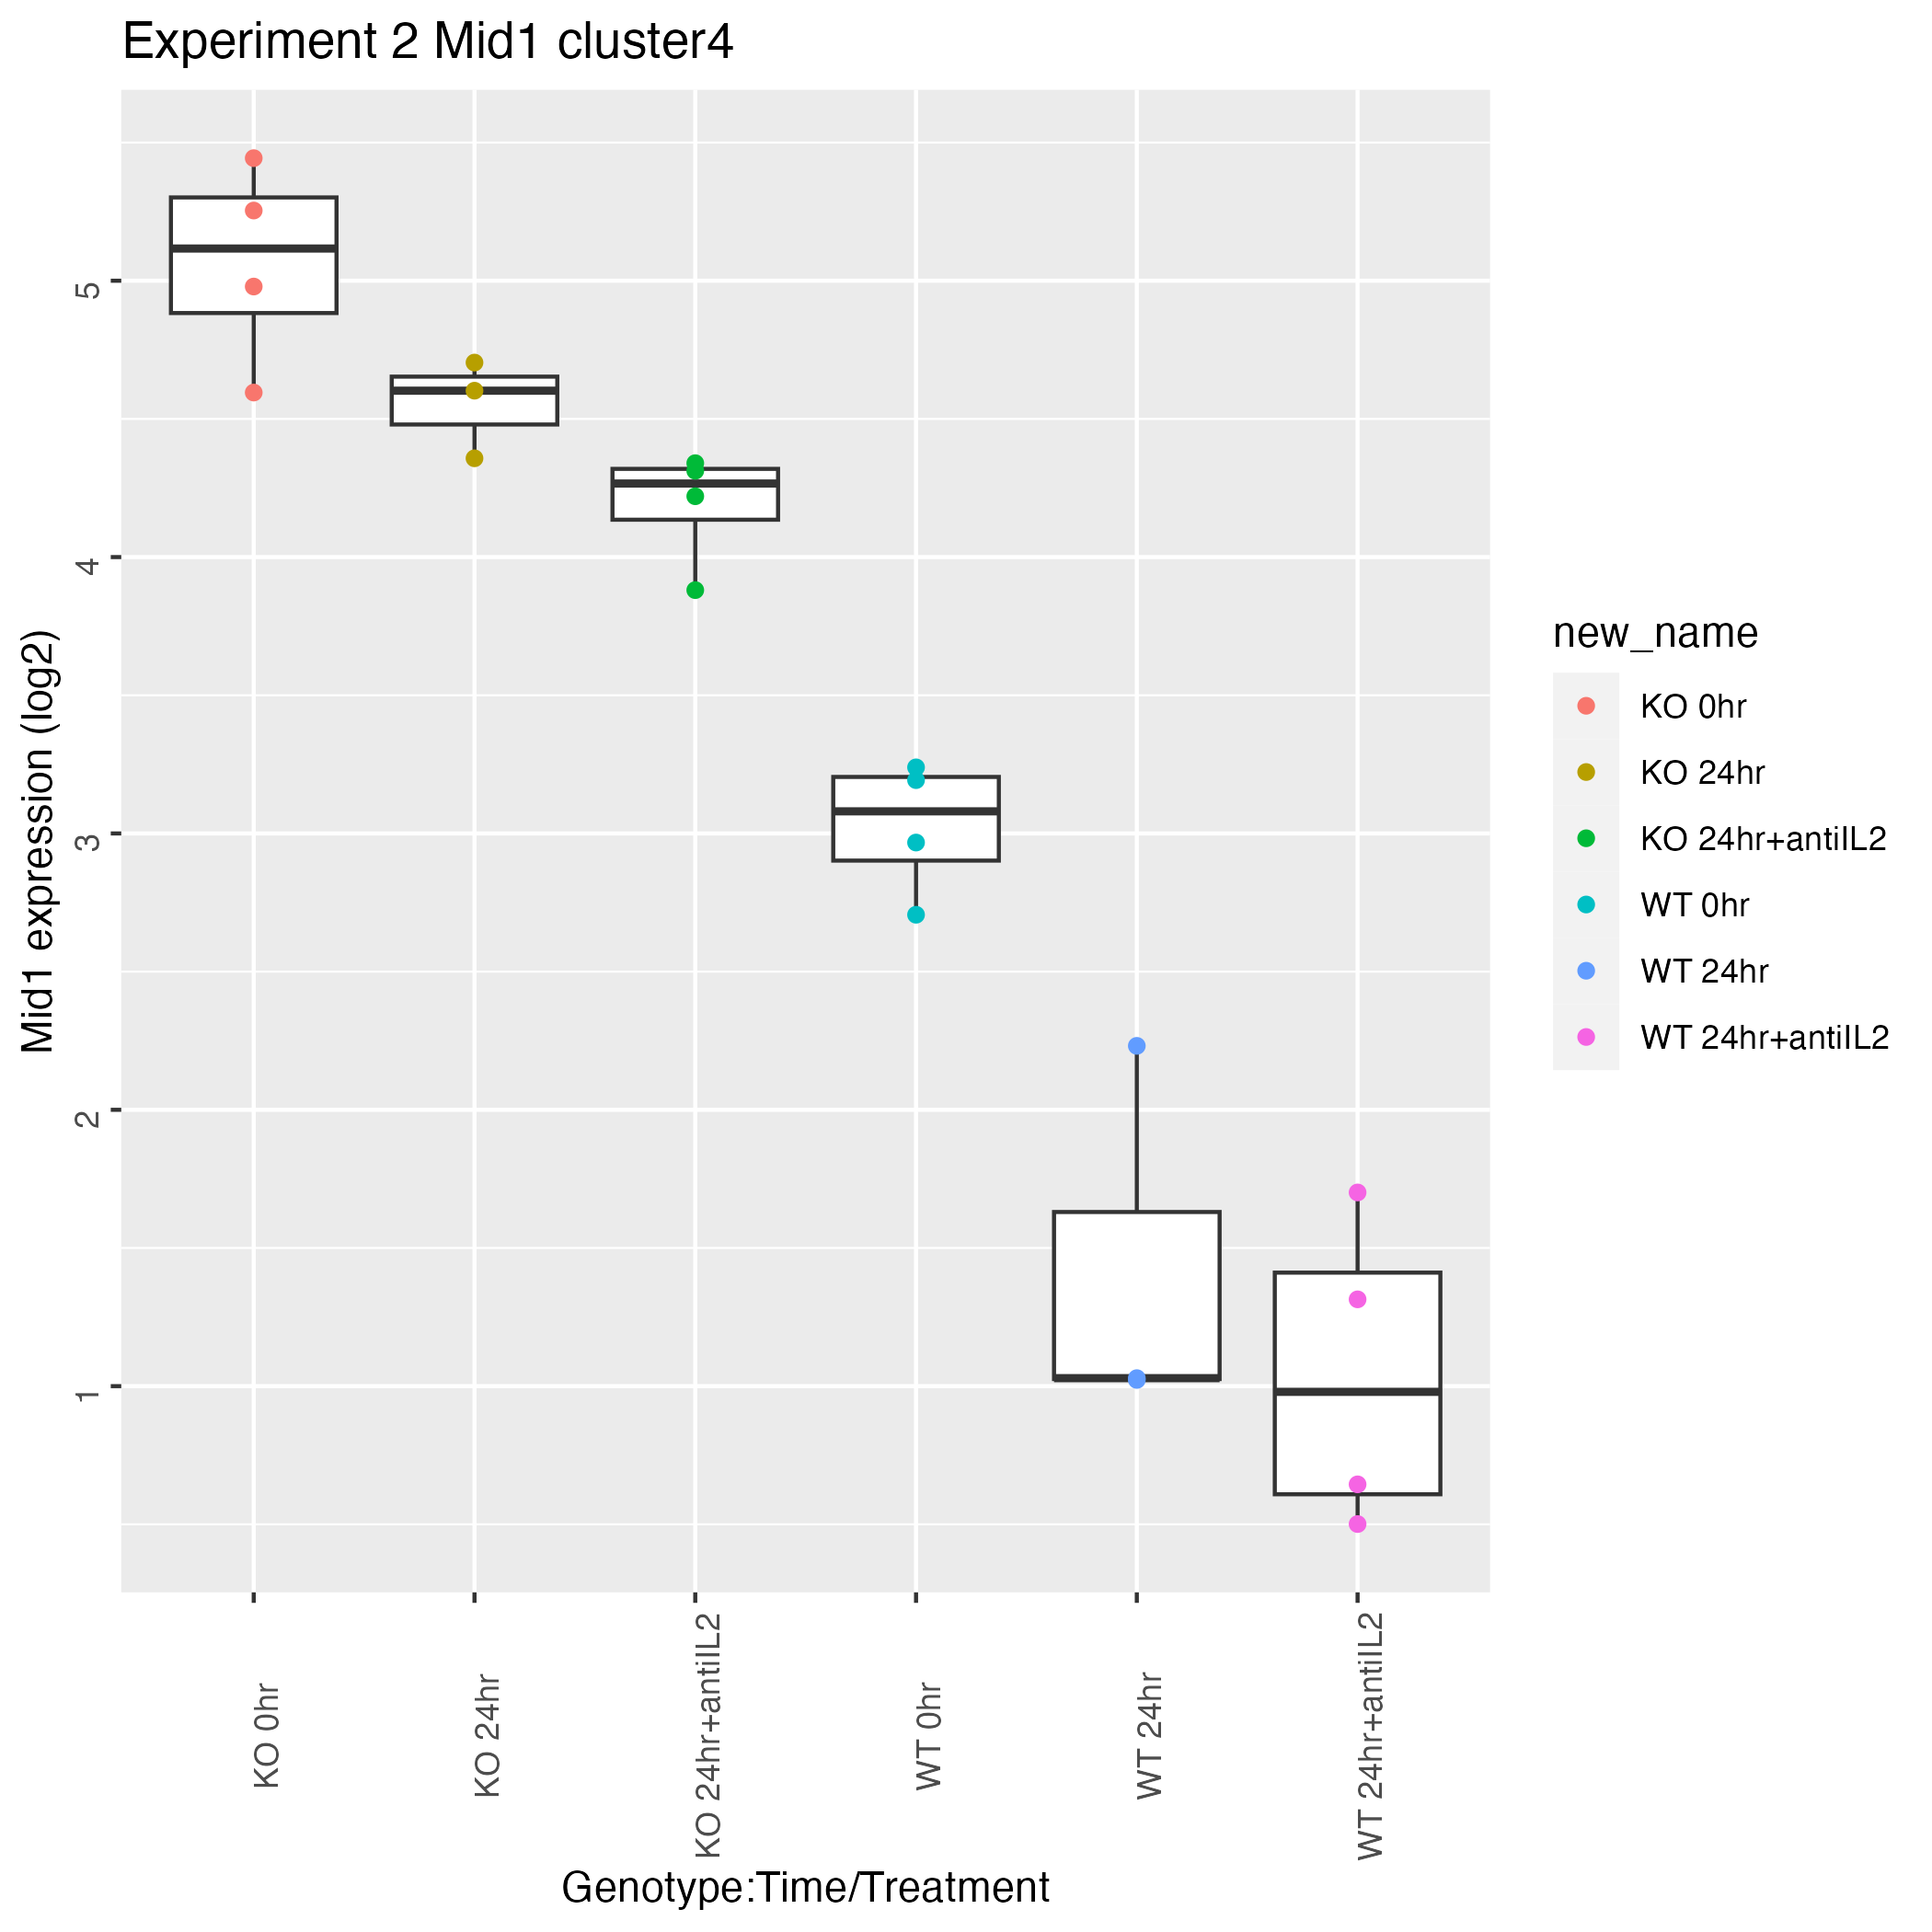 Experiment 2 Mid1 cluster4
Mid1 expression (log2)
5
4
3
2
1
KO 0hr
KO 24hr
KO 24hr+antiIL2
WT 0hr
WT 24hr
WT 24hr+antiIL2
Genotype:Time/Treatment
new_name
KO 0hr
KO 24hr
KO 24hr+antiIL2
WT 0hr
WT 24hr
WT 24hr+antiIL2